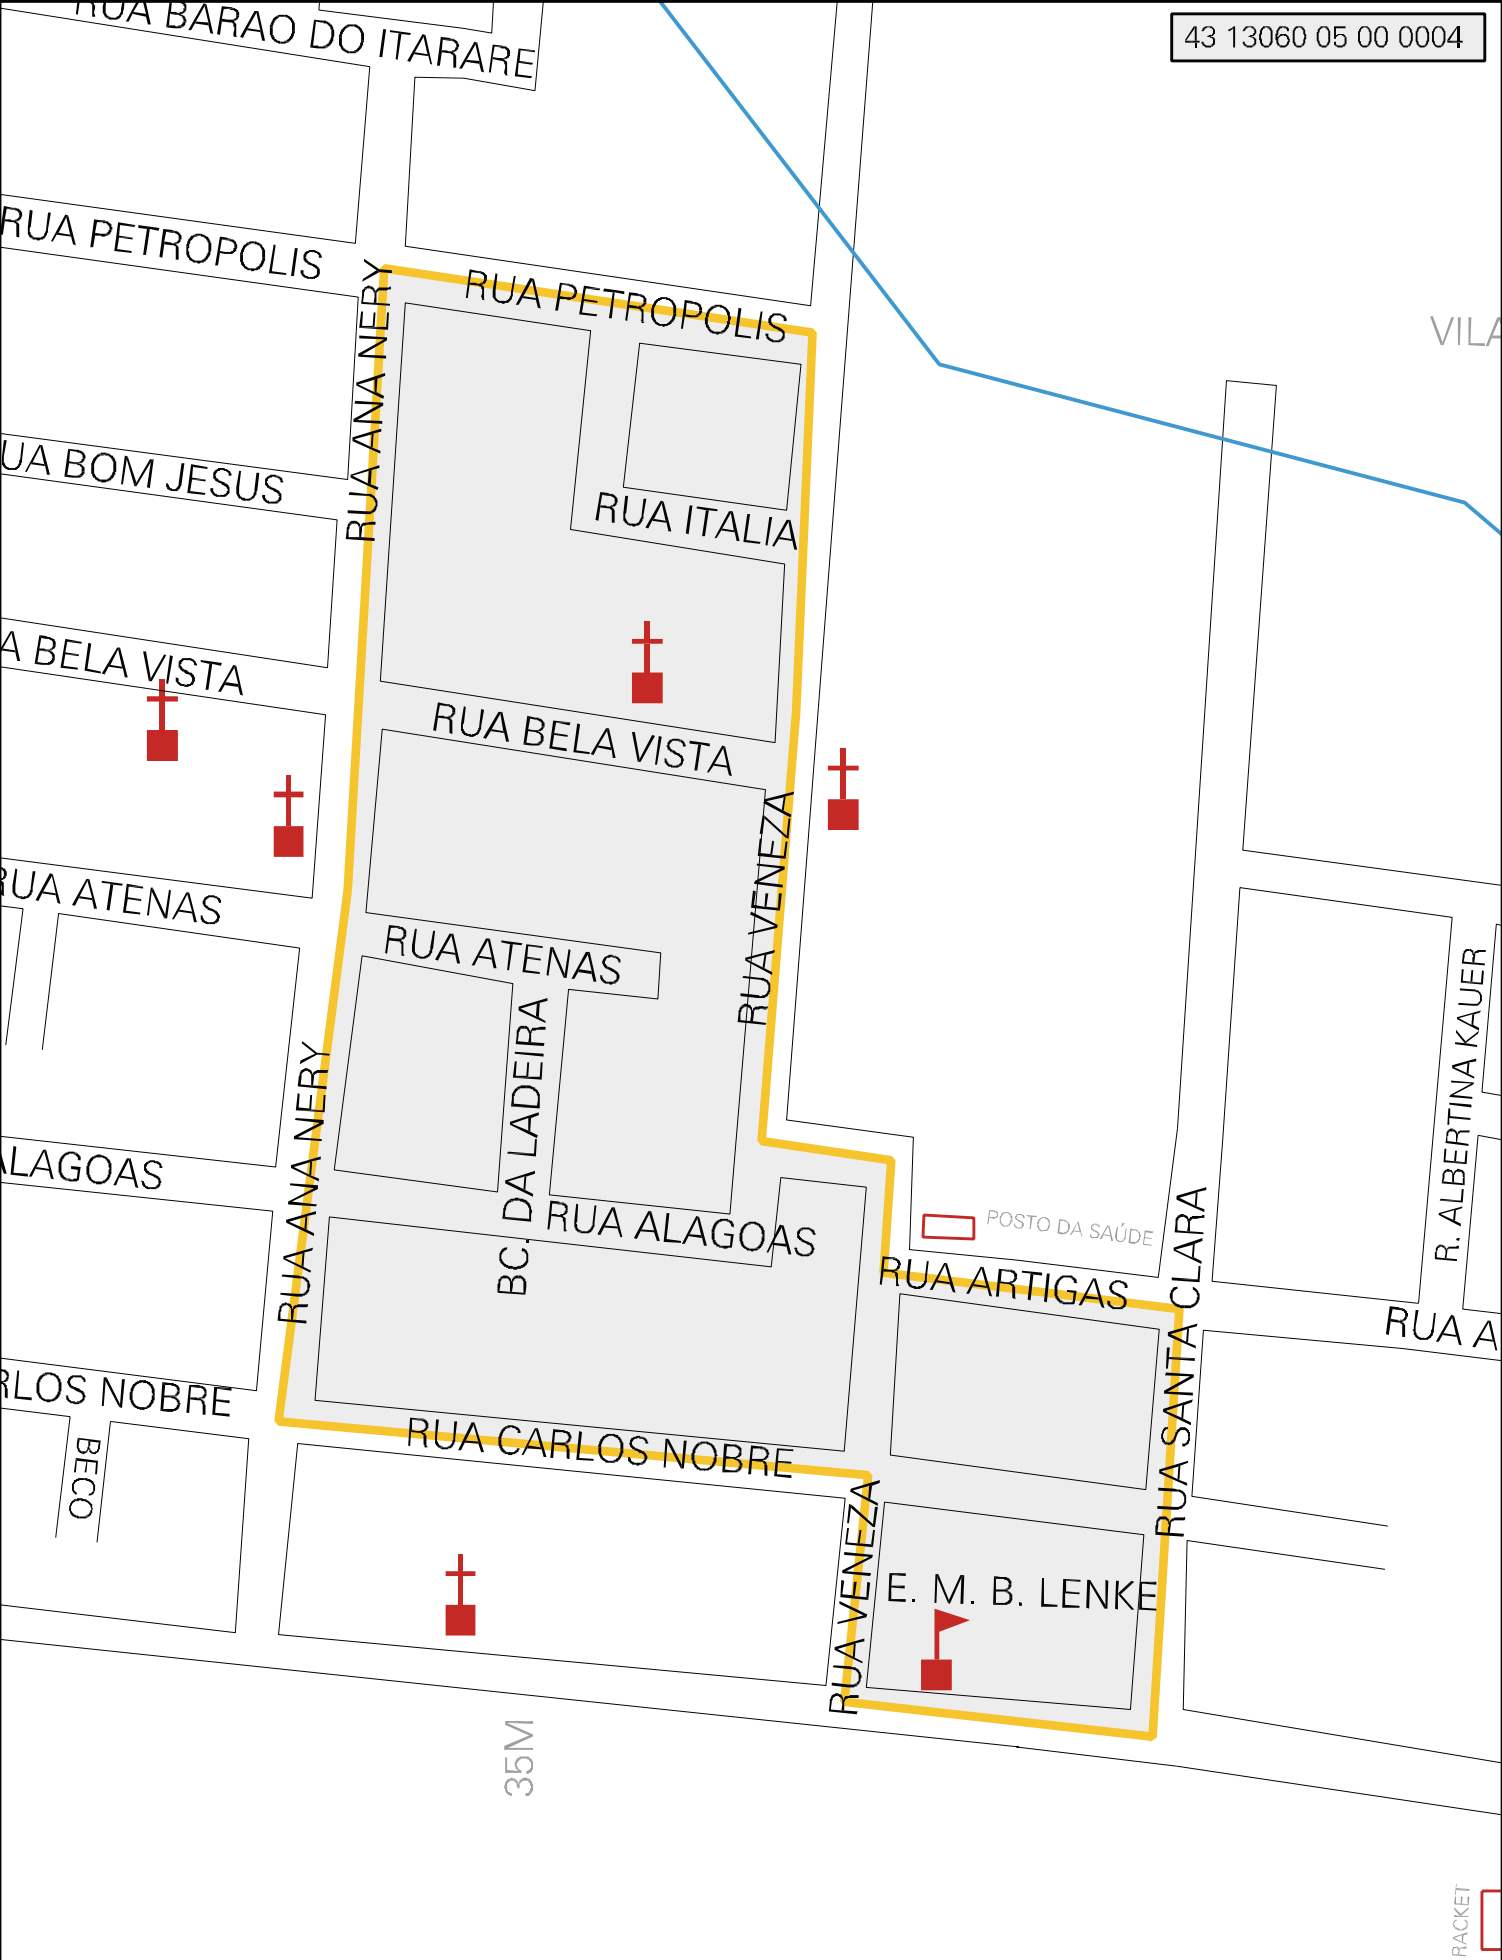 RUA BARAO DO ITARARE
43 13060 05 00 0004
RUA PETROPOLIS
RUA PETROPOLIS
VILA
RUA ANA NERY
UA BOM JESUS
RUA ITALIA
A BELA VISTA
RUA BELA VISTA
RUA VENEZA
RUA ATENAS
RUA ATENAS
BC. DA LADEIRA
R. ALBERTINA KAUER
RUA ANA NERY
ALAGOAS
RUA ALAGOAS
POSTO DA SAÚDE
RUA ARTIGAS
RUA SANTA CLARA
RUA A
RLOS NOBRE
RUA CARLOS NOBRE
BECO
RUA VENEZA
E. M. B. LENKE
35M
RACKET